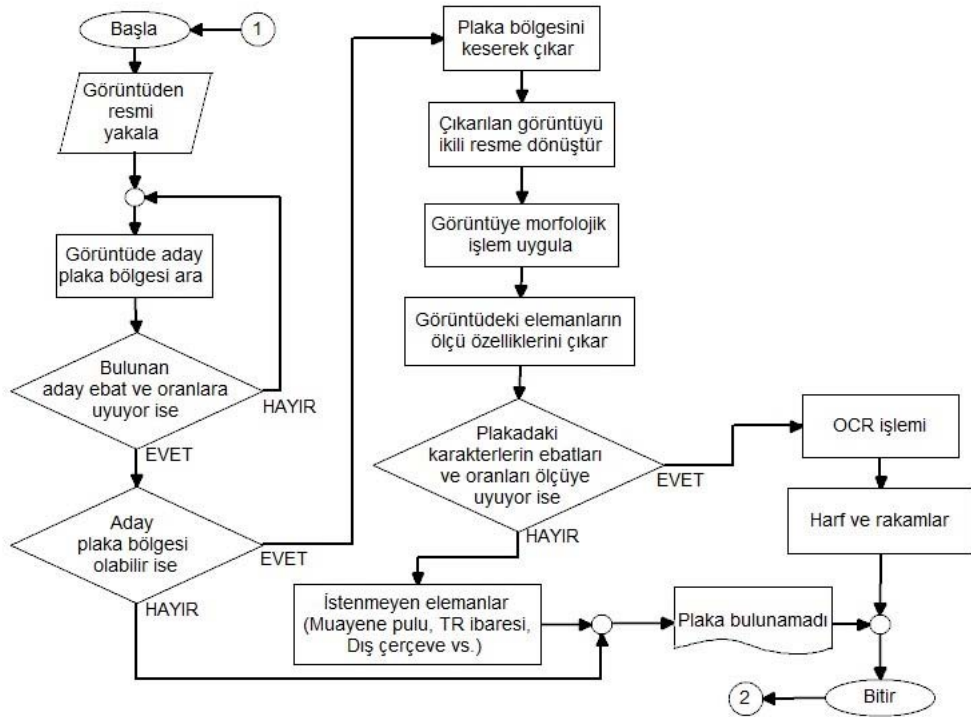 Başla
1
Görüntüden
resmi
yakala
Görüntüde aday
plaka bölgesi ara
Bulunan
aday ebat ve oranlara
uyuyor ise
HAYIR
EVET
Aday
plaka bölgesi
olabilir ise
EVET
HAYIR
Plaka bölgesini
keserek çıkar
Çıkarılan görüntüyü
ikili resme dönüştür
Görüntüye morfolojik
işlem uygula
Görüntüdeki elemanların
ölçü özelliklerini çıkar
Plakadaki
karakterlerin ebatları
ve oranları ölçüye
uyuyor ise
EVET
HAYIR
İstenmeyen elemanlar
(Muayene pulu, TR ibaresi,
Dış çerçeve vs.)
OCR işlemi
Harf ve rakamlar
Plaka bulunamadı
Bitir
2